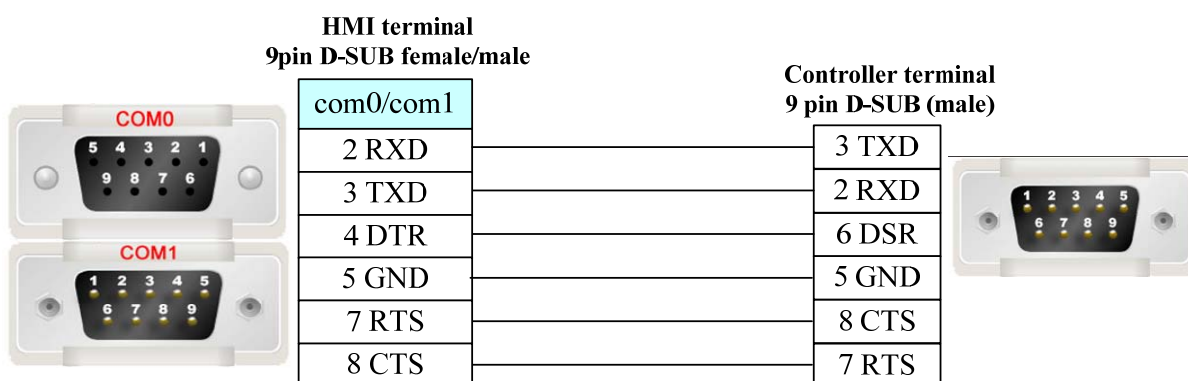 HMI terminal
9pin D-SUB female/male
Controller terminal
9 pin D-SUB (male)
com0/com1
COM0
5 4 3 2 1
9 8 7 6
2 RXD
3 TXD
3 TXD
2 RXD
4 DTR
6 DSR
1 2 3 4 5
6 7 8 9
COM1
1 2 3 4 5
6 7 8 9
5 GND
5 GND
7 RTS
8 CTS
8 CTS
7 RTS